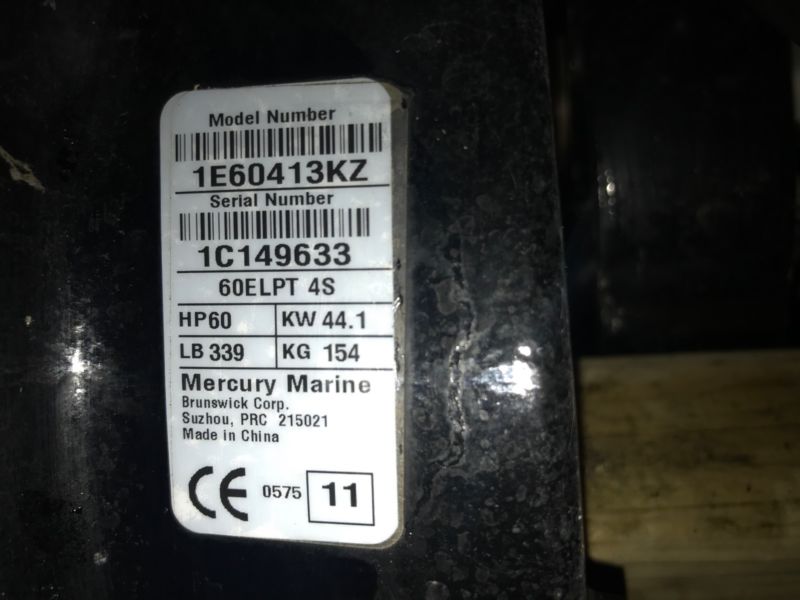 Model Number
1E60413KZ
Serial Number
1C149633
60ELPT 4S
HP60 KW 44.1
LB 339 KG 154
Mercury Marine
Brunswick Corp.
Suzhou, PRC 215021
Made in China
CE 0575 11